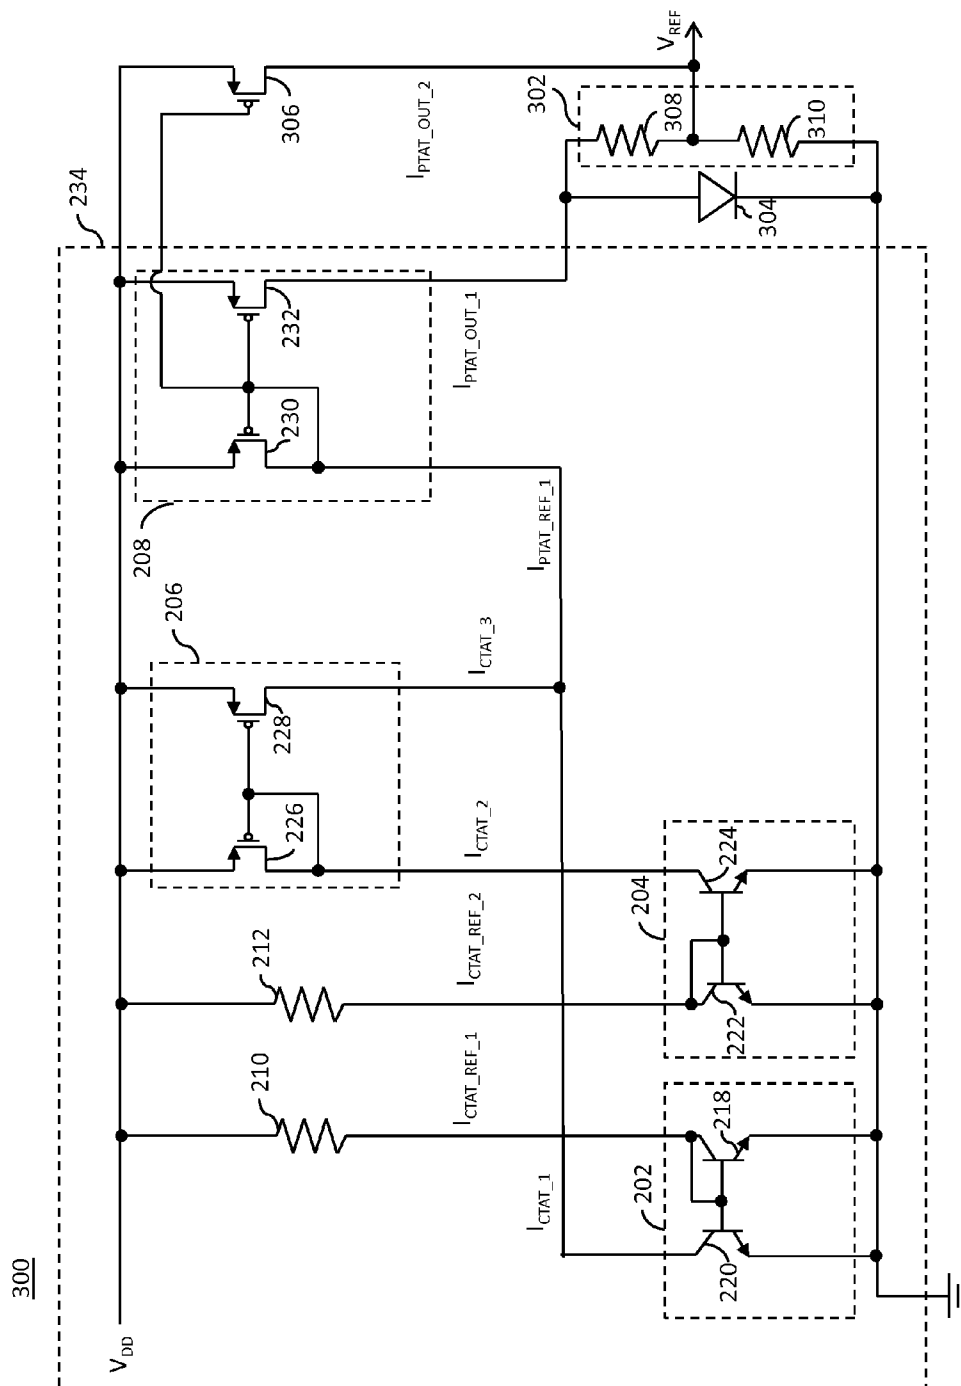 300
V_DD
234
208
206
230
232
306
226
228
212
210
I_PTAT_OUT_2
I_PTAT_OUT_1
I_PTAT_REF_1
I_CTAT_3
I_CTAT_2
I_CTAT_REF_2
I_CTAT_REF_1
I_CTAT_1
V_REF
302
308
310
304
204
224
222
202
218
220